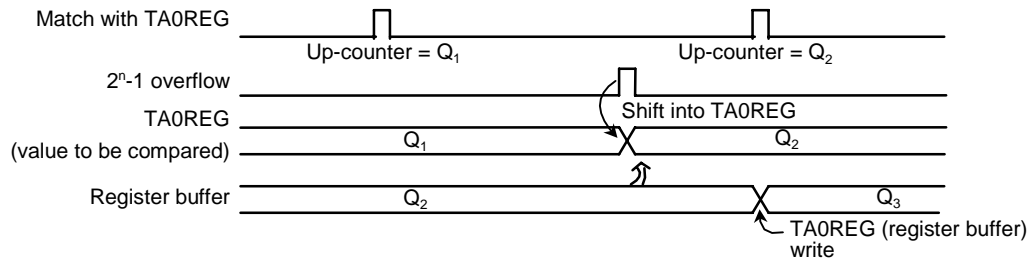 Match with TA0REG
Up-counter = Q₁
Up-counter = Q₂
2ⁿ-1 overflow
Shift into TA0REG
TA0REG
(value to be compared)
Q₁
Q₂
Register buffer
Q₂
Q₃
TA0REG (register buffer)
write